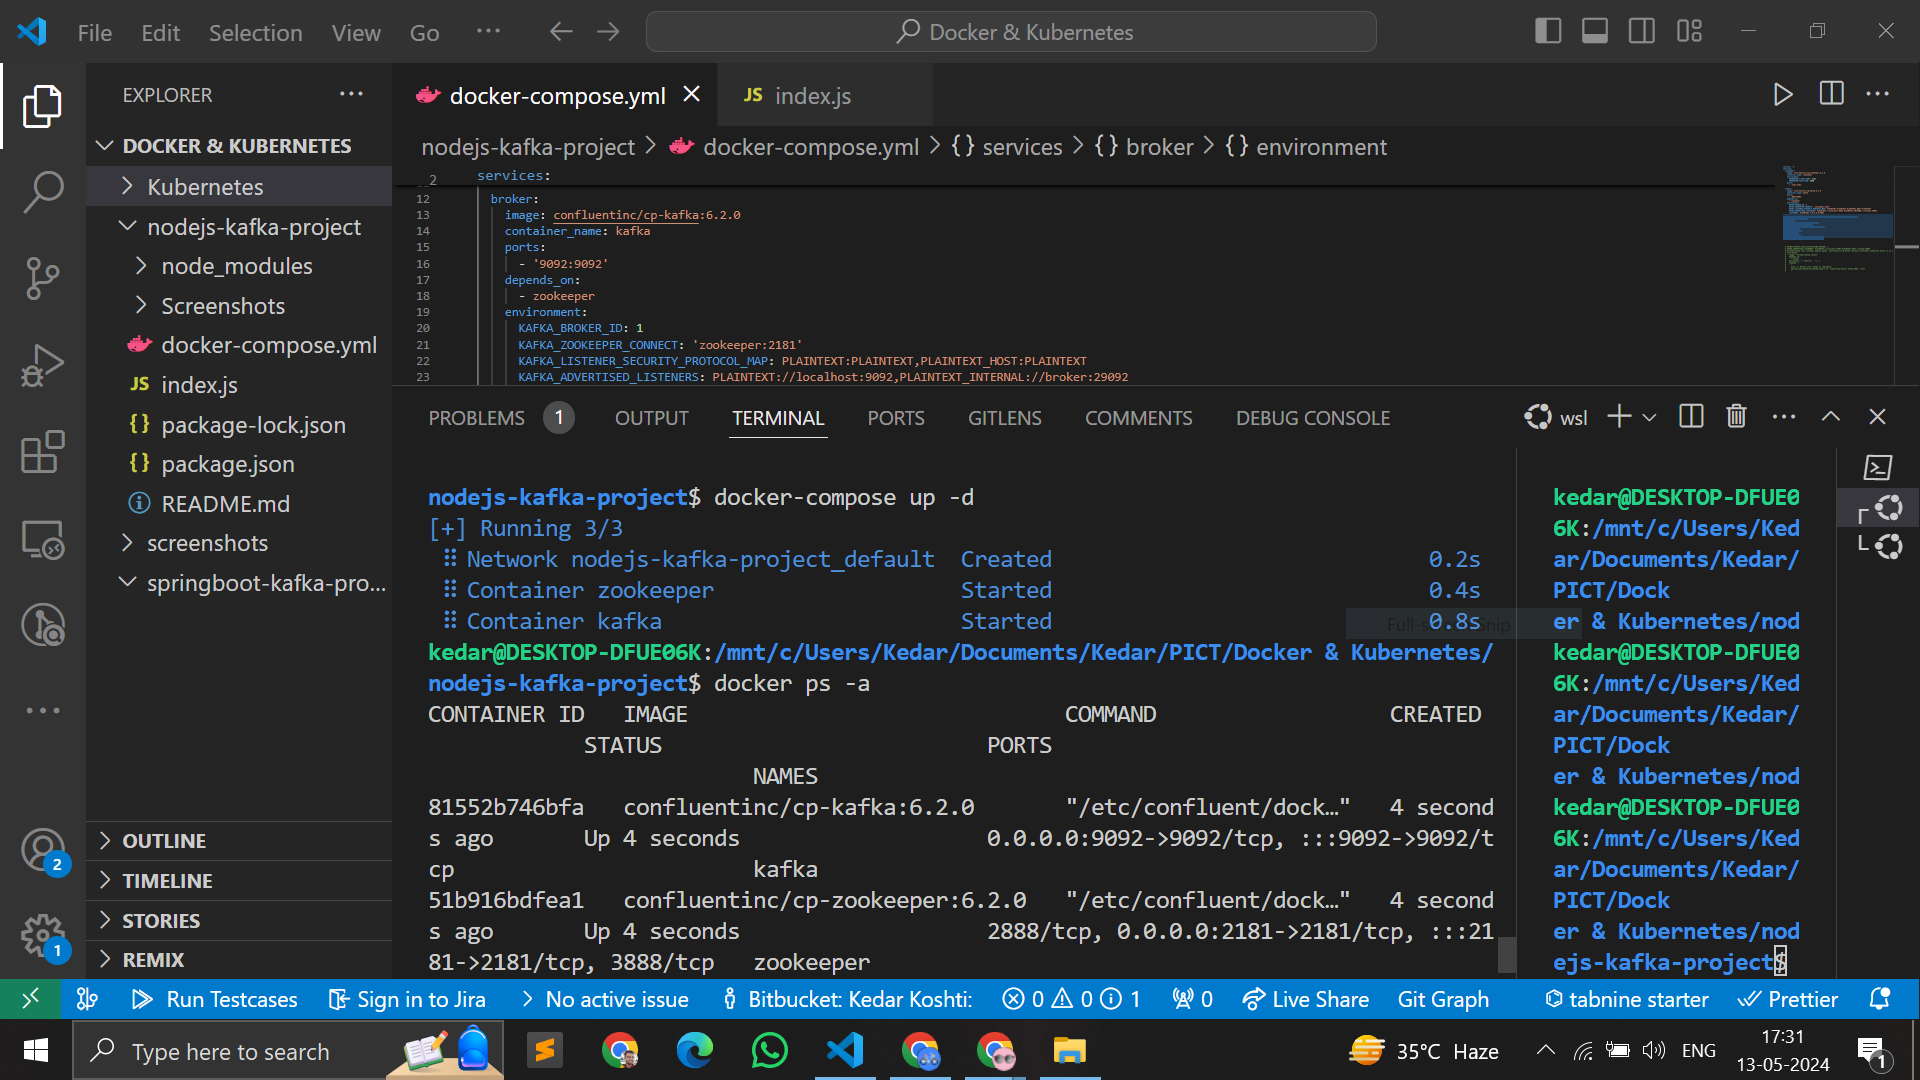 File Edit Selection View Go ··· Docker & Kubernetes
EXPLORER ···
DOCKER & KUBERNETES
Kubernetes
nodejs-kafka-project
node_modules
Screenshots
docker-compose.yml
JS index.js
{} package-lock.json
{} package.json
README.md
screenshots
springboot-kafka-pro...
OUTLINE
TIMELINE
STORIES
REMIX
2
1
docker-compose.yml
JS index.js
nodejs-kafka-project > docker-compose.yml > {} services > {} broker > {} environment
2 services:
12 broker:
13 image: confluentinc/cp-kafka:6.2.0
14 container_name: kafka
15 ports:
16 - '9092:9092'
17 depends_on:
18 - zookeeper
19 environment:
20 KAFKA_BROKER_ID: 1
21 KAFKA_ZOOKEEPER_CONNECT: 'zookeeper:2181'
22 KAFKA_LISTENER_SECURITY_PROTOCOL_MAP: PLAINTEXT:PLAINTEXT,PLAINTEXT_HOST:PLAINTEXT
23 KAFKA_ADVERTISED_LISTENERS: PLAINTEXT://localhost:9092,PLAINTEXT_INTERNAL://broker:29092
PROBLEMS 1 OUTPUT TERMINAL PORTS GITLENS COMMENTS DEBUG CONSOLE wsl
nodejs-kafka-project$ docker-compose up -d
[+] Running 3/3
Network nodejs-kafka-project_default Created 0.2s
Container zookeeper Started 0.4s
Container kafka Started 0.8s
kedar@DESKTOP-DFUE06K:/mnt/c/Users/Kedar/Documents/Kedar/PICT/Docker & Kubernetes/
nodejs-kafka-project$ docker ps -a
CONTAINER ID IMAGE COMMAND CREATED
STATUS PORTS
NAMES
81552b746bfa confluentinc/cp-kafka:6.2.0 "/etc/confluent/dock…" 4 second
s ago Up 4 seconds 0.0.0.0:9092->9092/tcp, :::9092->9092/t
cp kafka
51b916bdfea1 confluentinc/cp-zookeeper:6.2.0 "/etc/confluent/dock…" 4 second
s ago Up 4 seconds 2888/tcp, 0.0.0.0:2181->2181/tcp, :::21
81->2181/tcp, 3888/tcp zookeeper
kedar@DESKTOP-DFUE0
6K:/mnt/c/Users/Ked
ar/Documents/Kedar/
PICT/Dock
er & Kubernetes/nod
kedar@DESKTOP-DFUE0
6K:/mnt/c/Users/Ked
ar/Documents/Kedar/
PICT/Dock
er & Kubernetes/nod
kedar@DESKTOP-DFUE0
6K:/mnt/c/Users/Ked
ar/Documents/Kedar/
PICT/Dock
er & Kubernetes/nod
ejs-kafka-project$
Run Testcases Sign in to Jira > No active issue Bitbucket: Kedar Koshti: 0 0 1 0 Live Share Git Graph tabnine starter Prettier
Type here to search
35°C Haze ENG
17:31
13-05-2024
1